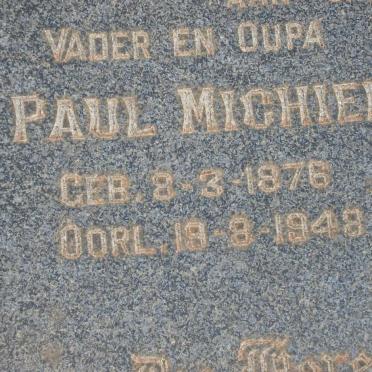 VADER EN OUPA
PAUL MICHIEL
GEB. 8-3-1876
OORL. 18-8-1948